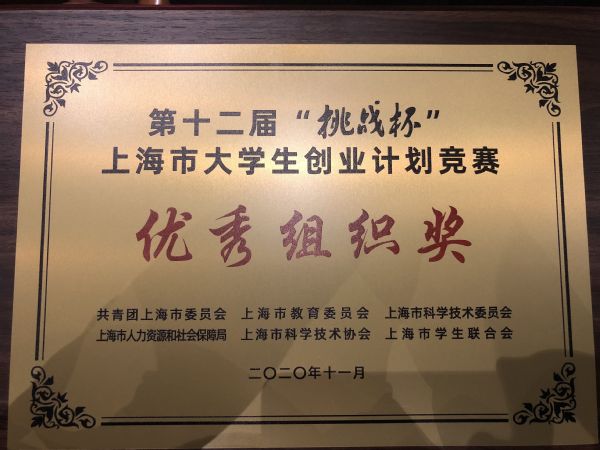 第十二届“挑战杯”
上海市大学生创业计划竞赛
优秀组织奖
共青团上海市委员会 上海市教育委员会 上海市科学技术委员会
上海市人力资源和社会保障局 上海市科学技术协会 上海市学生联合会
二〇二〇年十一月